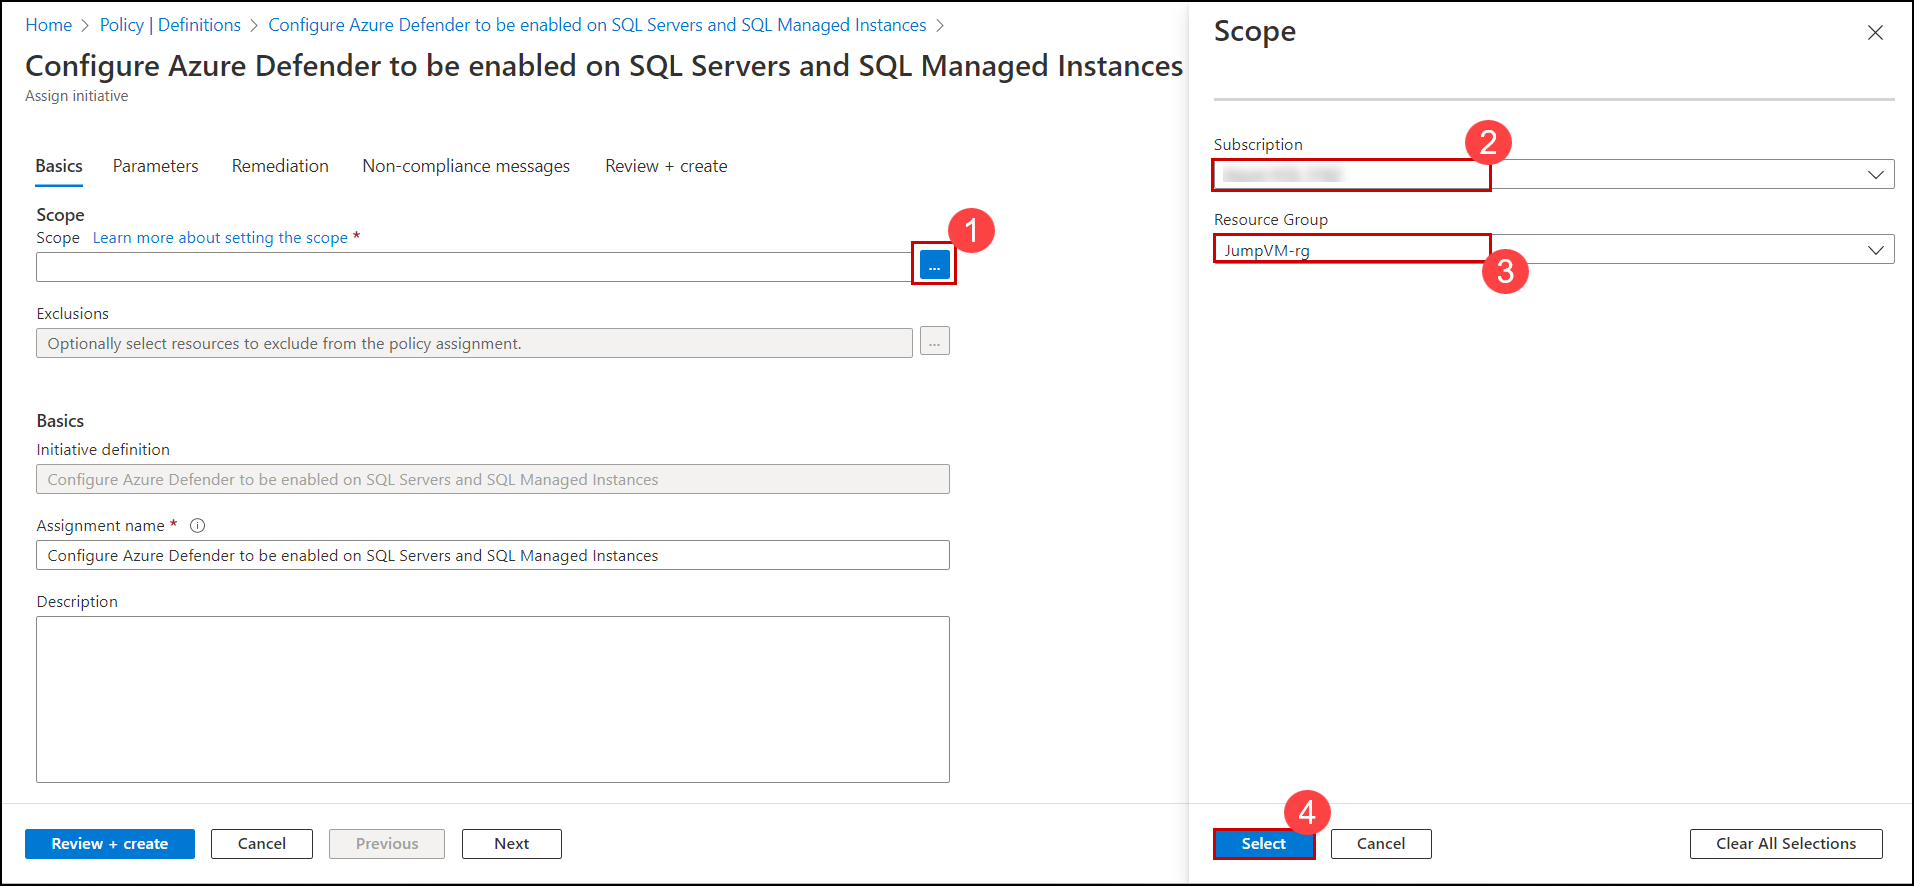 Home > Policy | Definitions > Configure Azure Defender to be enabled on SQL Servers and SQL Managed Instances >
Configure Azure Defender to be enabled on SQL Servers and SQL Managed Instances
Assign initiative
Basics Parameters Remediation Non-compliance messages Review + create
Scope
Scope Learn more about setting the scope *
1
...
Exclusions
Optionally select resources to exclude from the policy assignment.
...
Basics
Initiative definition
Configure Azure Defender to be enabled on SQL Servers and SQL Managed Instances
Assignment name *
Configure Azure Defender to be enabled on SQL Servers and SQL Managed Instances
Description
Review + create Cancel Previous Next
Scope
Subscription
2
Resource Group
JumpVM-rg
3
4
Select Cancel Clear All Selections